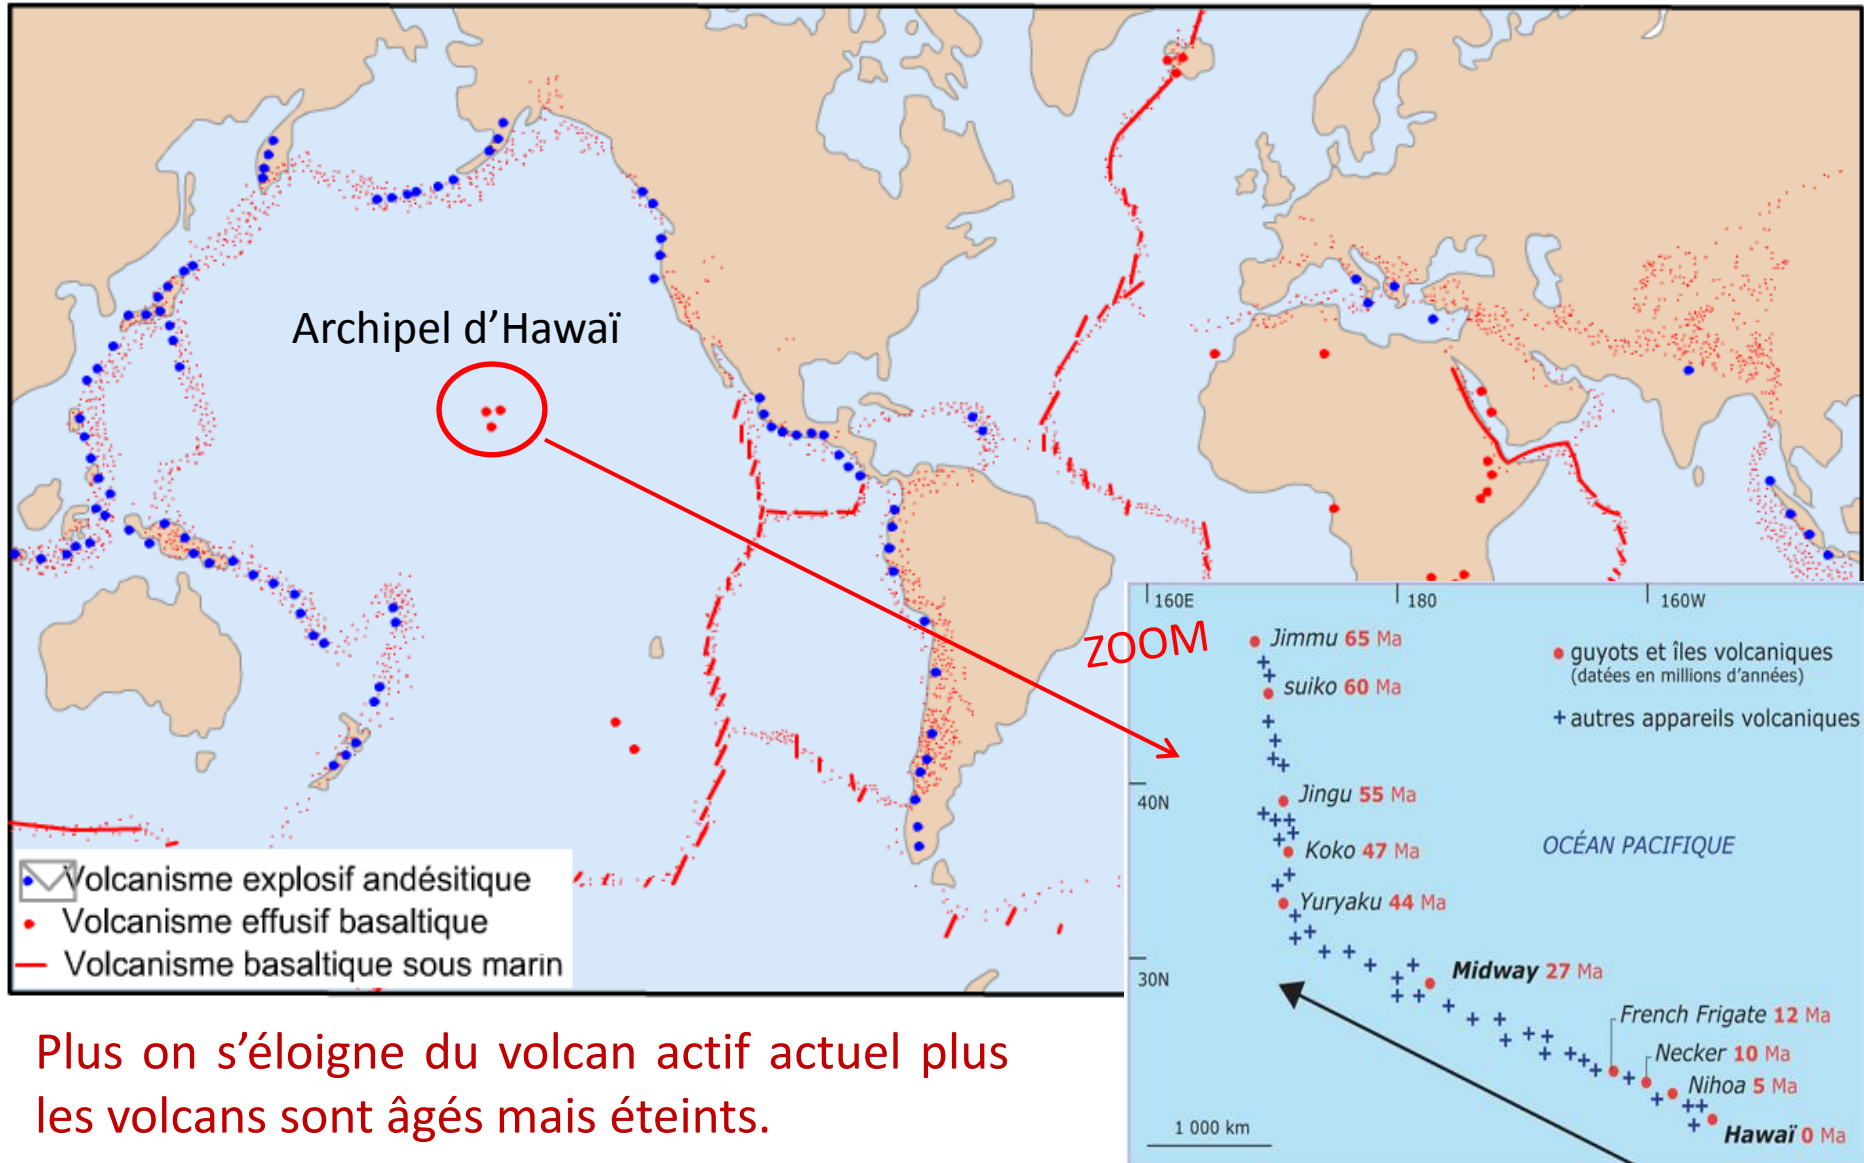 Archipel d’Hawaï
Volcanisme explosif andésitique
Volcanisme effusif basaltique
Volcanisme basaltique sous marin
Plus on s’éloigne du volcan actif actuel plus
les volcans sont âgés mais éteints.
ZOOM
160E
180
160W
Jimmu 65 Ma
suiko 60 Ma
guyots et îles volcaniques
(datées en millions d’années)
+ autres appareils volcaniques
40N
Jingu 55 Ma
Koko 47 Ma
OCÉAN PACIFIQUE
Yuryaku 44 Ma
30N
Midway 27 Ma
French Frigate 12 Ma
Necker 10 Ma
Nihoa 5 Ma
Hawaï 0 Ma
1 000 km